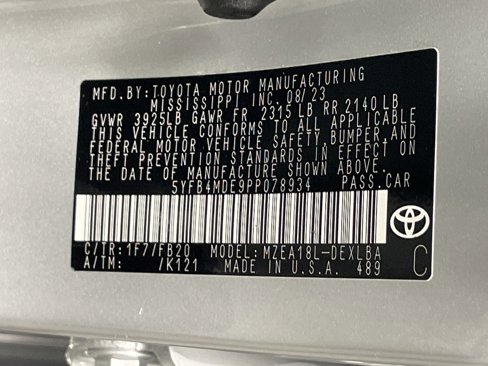 MFD.BY:TOYOTA MOTOR MANUFACTURING
MISSISSIPPI, INC. 08/23
GVWR 3925LB GAWR FR 2315 LB RR 2140 LB
THIS VEHICLE CONFORMS TO ALL APPLICABLE
FEDERAL MOTOR VEHICLE SAFETY, BUMPER, AND
THEFT PREVENTION STANDARDS IN EFFECT ON
THE DATE OF MANUFACTURE SHOWN ABOVE.
5YFB4MDE9PP078934 PASS.CAR
C/TR:1F7/FB20 MODEL:MZEA18L-DEXLBA
A/TM: /K121 MADE IN U.S.A. 489
C